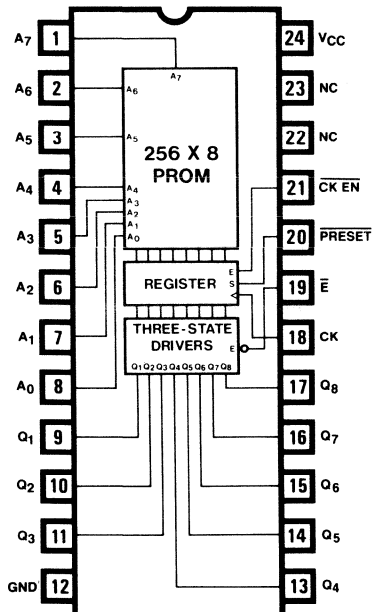 A7 1 24 VCC
A7
A6 2 A6 23 NC
A5 3 A5 22 NC
256 X 8
PROM
A4 4 A4 21 CK EN
A3
A3 5 A2 20 PRESET
A1
A0
A2 6 REGISTER E S 19 E
A1 7 THREE-STATE 18 CK
DRIVERS E
Q1 Q2 Q3 Q4 Q5 Q6 Q7 Q8
A0 8 17 Q8
Q1 9 16 Q7
Q2 10 15 Q6
Q3 11 14 Q5
GND 12 13 Q4